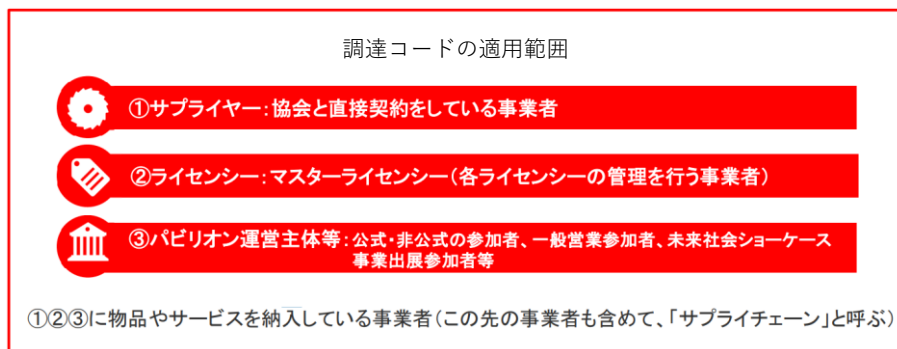 調達コードの適用範囲
①サプライヤー：協会と直接契約をしている事業者
②ライセンシー：マスターライセンシー（各ライセンシーの管理を行う事業者）
③パビリオン運営主体等：公式・非公式の参加者、一般営業参加者、未来社会ショーケース
事業出展参加者等
①②③に物品やサービスを納入している事業者（この先の事業者も含めて、「サプライチェーン」と呼ぶ）